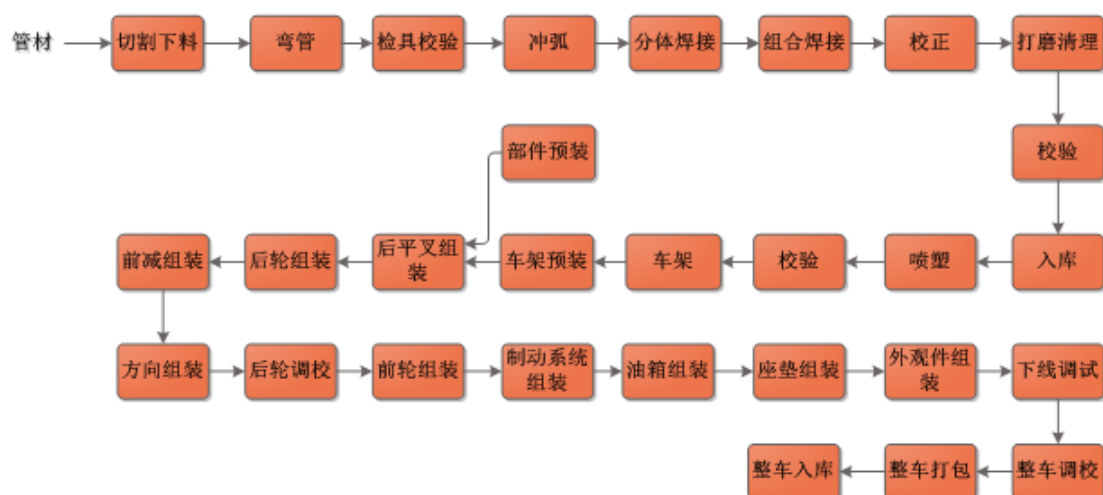 管材
切割下料
弯管
检具校验
冲弧
分体焊接
组合焊接
校正
打磨清理
部件预装
校验
前减组装
后轮组装
后平叉组
装
车架预装
车架
校验
喷塑
入库
方向组装
后轮调校
前轮组装
制动系统
组装
油箱组装
座垫组装
外观件组
装
下线调试
整车入库
整车打包
整车调校